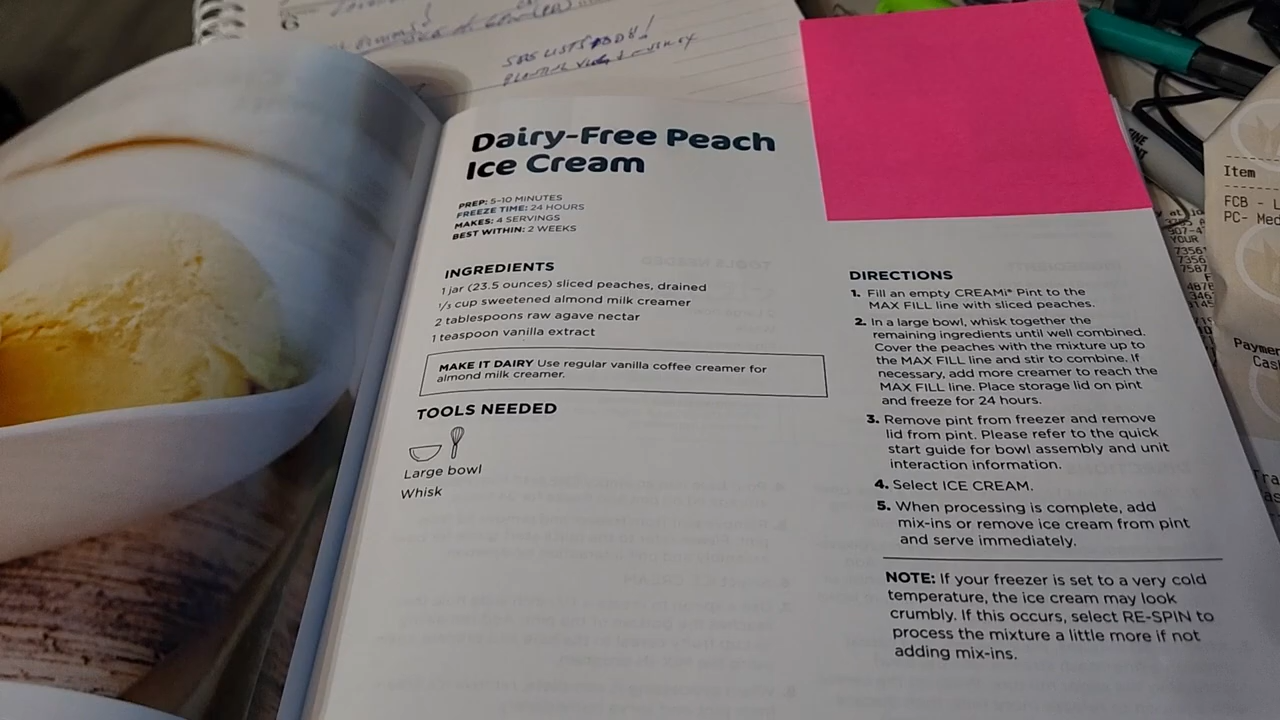 6
SBS LISTS
Dairy-Free Peach
Ice Cream
PREP: 5-10 MINUTES
FREEZE TIME: 24 HOURS
MAKES: 4 SERVINGS
BEST WITHIN: 2 WEEKS
INGREDIENTS
1 jar (23.5 ounces) sliced peaches, drained
1/3 cup sweetened almond milk creamer
2 tablespoons raw agave nectar
1 teaspoon vanilla extract
MAKE IT DAIRY Use regular vanilla coffee creamer for
almond milk creamer.
TOOLS NEEDED
Large bowl
Whisk
DIRECTIONS
1. Fill an empty CREAMi® Pint to the
MAX FILL line with sliced peaches.
2. In a large bowl, whisk together the
remaining ingredients until well combined.
Cover the peaches with the mixture up to
the MAX FILL line and stir to combine. If
necessary, add more creamer to reach the
MAX FILL line. Place storage lid on pint
and freeze for 24 hours.
3. Remove pint from freezer and remove
lid from pint. Please refer to the quick
start guide for bowl assembly and unit
interaction information.
4. Select ICE CREAM.
5. When processing is complete, add
mix-ins or remove ice cream from pint
and serve immediately.
NOTE: If your freezer is set to a very cold
temperature, the ice cream may look
crumbly. If this occurs, select RE-SPIN to
process the mixture a little more if not
adding mix-ins.
Item
FCB - L
PC- Med
YOUR
73561
7356
7587